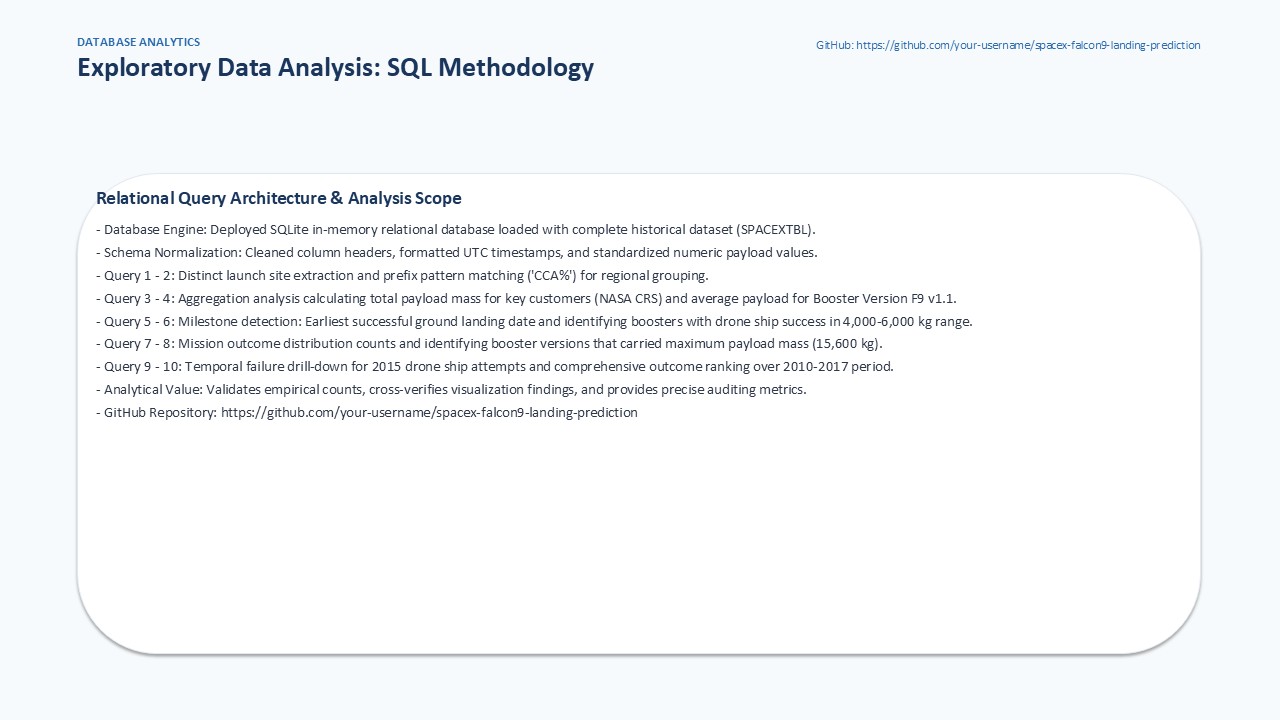 DATABASE ANALYTICS
GitHub: https://github.com/your-username/spacex-falcon9-landing-prediction
Exploratory Data Analysis: SQL Methodology
Relational Query Architecture & Analysis Scope
- Database Engine: Deployed SQLite in-memory relational database loaded with complete historical dataset (SPACEXTBL).
- Schema Normalization: Cleaned column headers, formatted UTC timestamps, and standardized numeric payload values.
- Query 1 - 2: Distinct launch site extraction and prefix pattern matching ('CCA%') for regional grouping.
- Query 3 - 4: Aggregation analysis calculating total payload mass for key customers (NASA CRS) and average payload for Booster Version F9 v1.1.
- Query 5 - 6: Milestone detection: Earliest successful ground landing date and identifying boosters with drone ship success in 4,000-6,000 kg range.
- Query 7 - 8: Mission outcome distribution counts and identifying booster versions that carried maximum payload mass (15,600 kg).
- Query 9 - 10: Temporal failure drill-down for 2015 drone ship attempts and comprehensive outcome ranking over 2010-2017 period.
- Analytical Value: Validates empirical counts, cross-verifies visualization findings, and provides precise auditing metrics.
- GitHub Repository: https://github.com/your-username/spacex-falcon9-landing-prediction